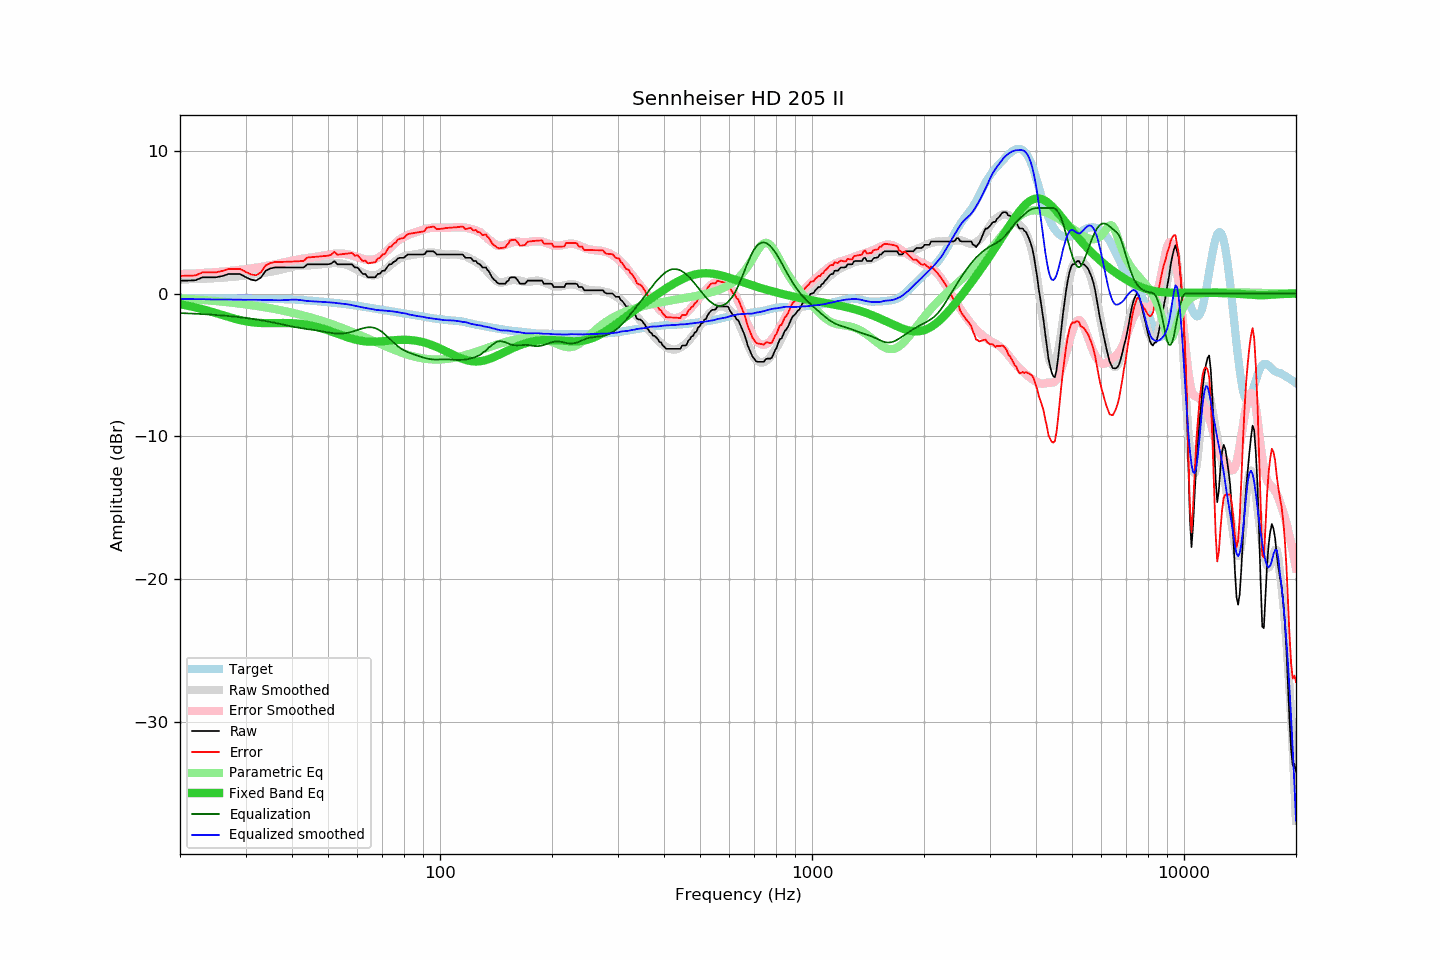 Sennheiser HD 205 II
10
0
−10
−20
−30
Amplitude (dBr)
Target
Raw Smoothed
Error Smoothed
Raw
Error
Parametric Eq
Fixed Band Eq
Equalization
Equalized smoothed
100
1000
10000
Frequency (Hz)